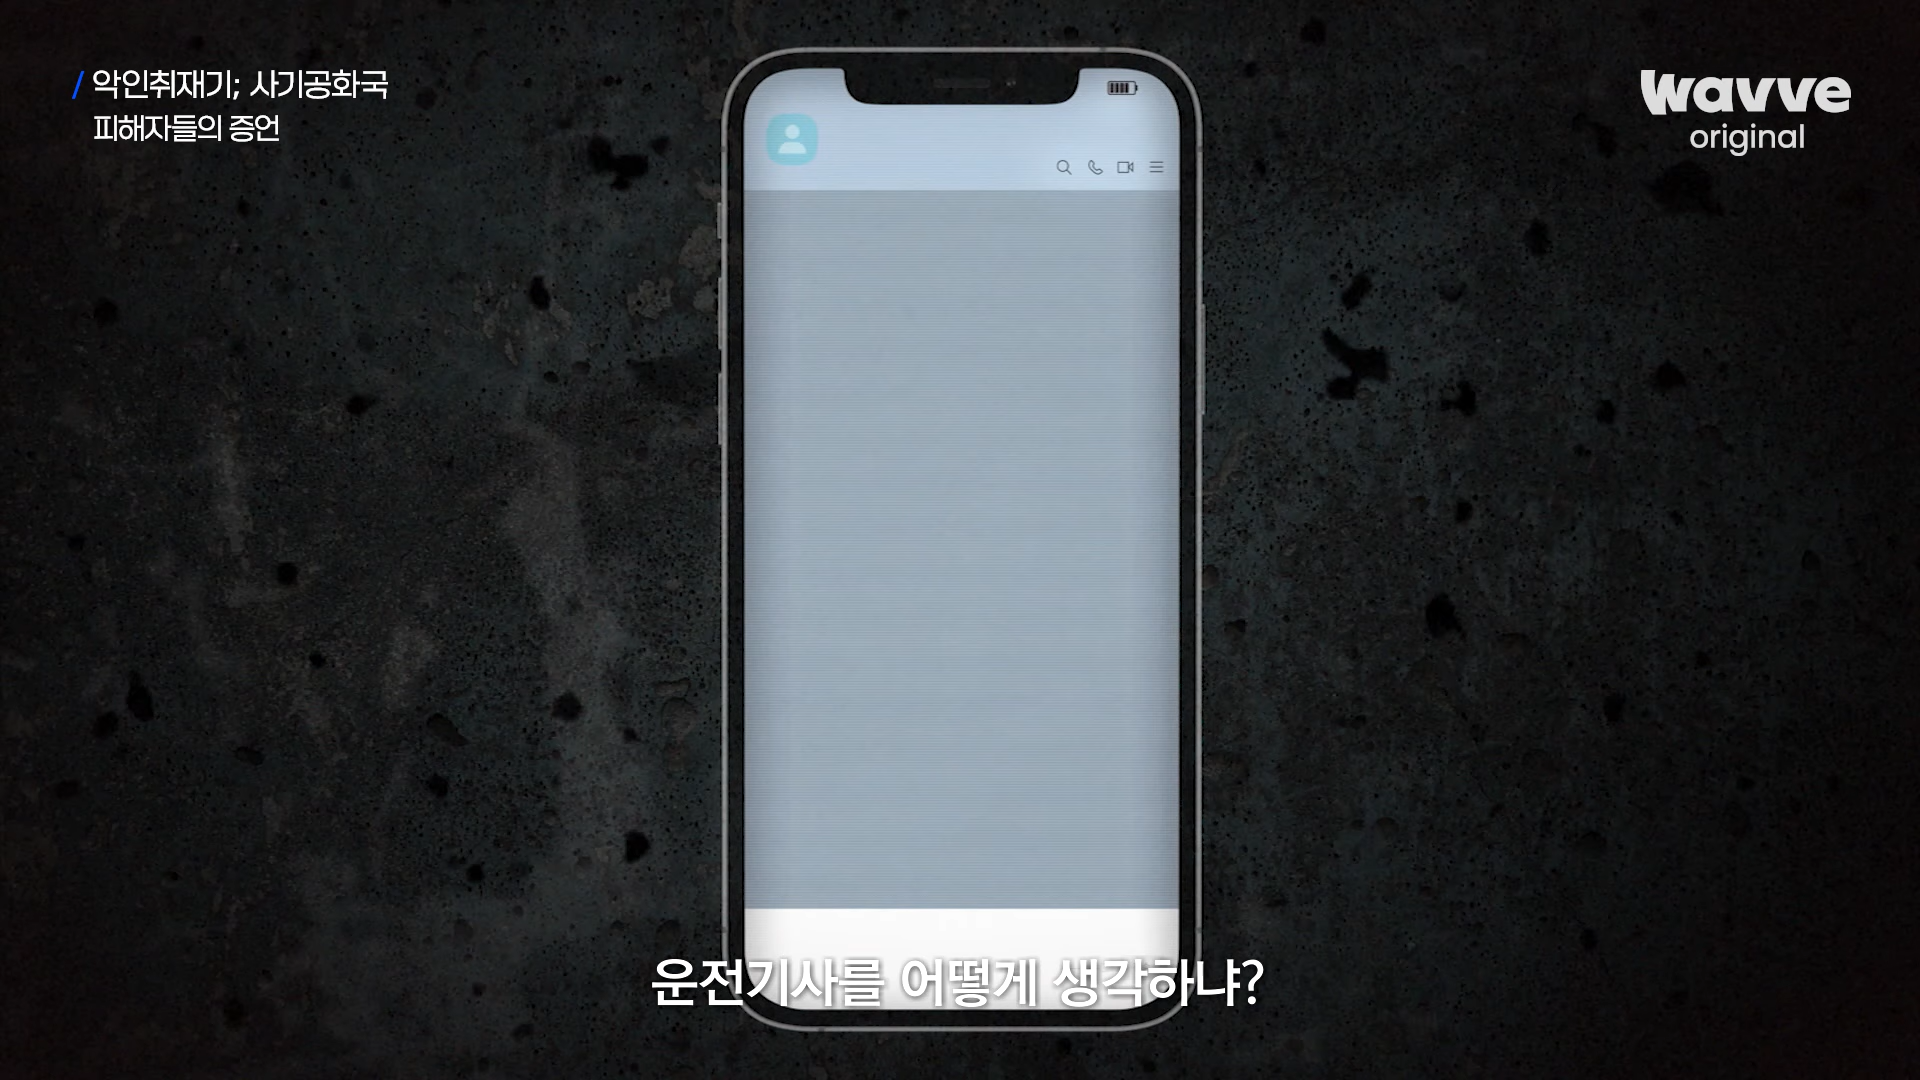 악인취재기; 사기공화국
피해자들의 증언
wavve
original
운전기사를 어떻게 생각하냐?